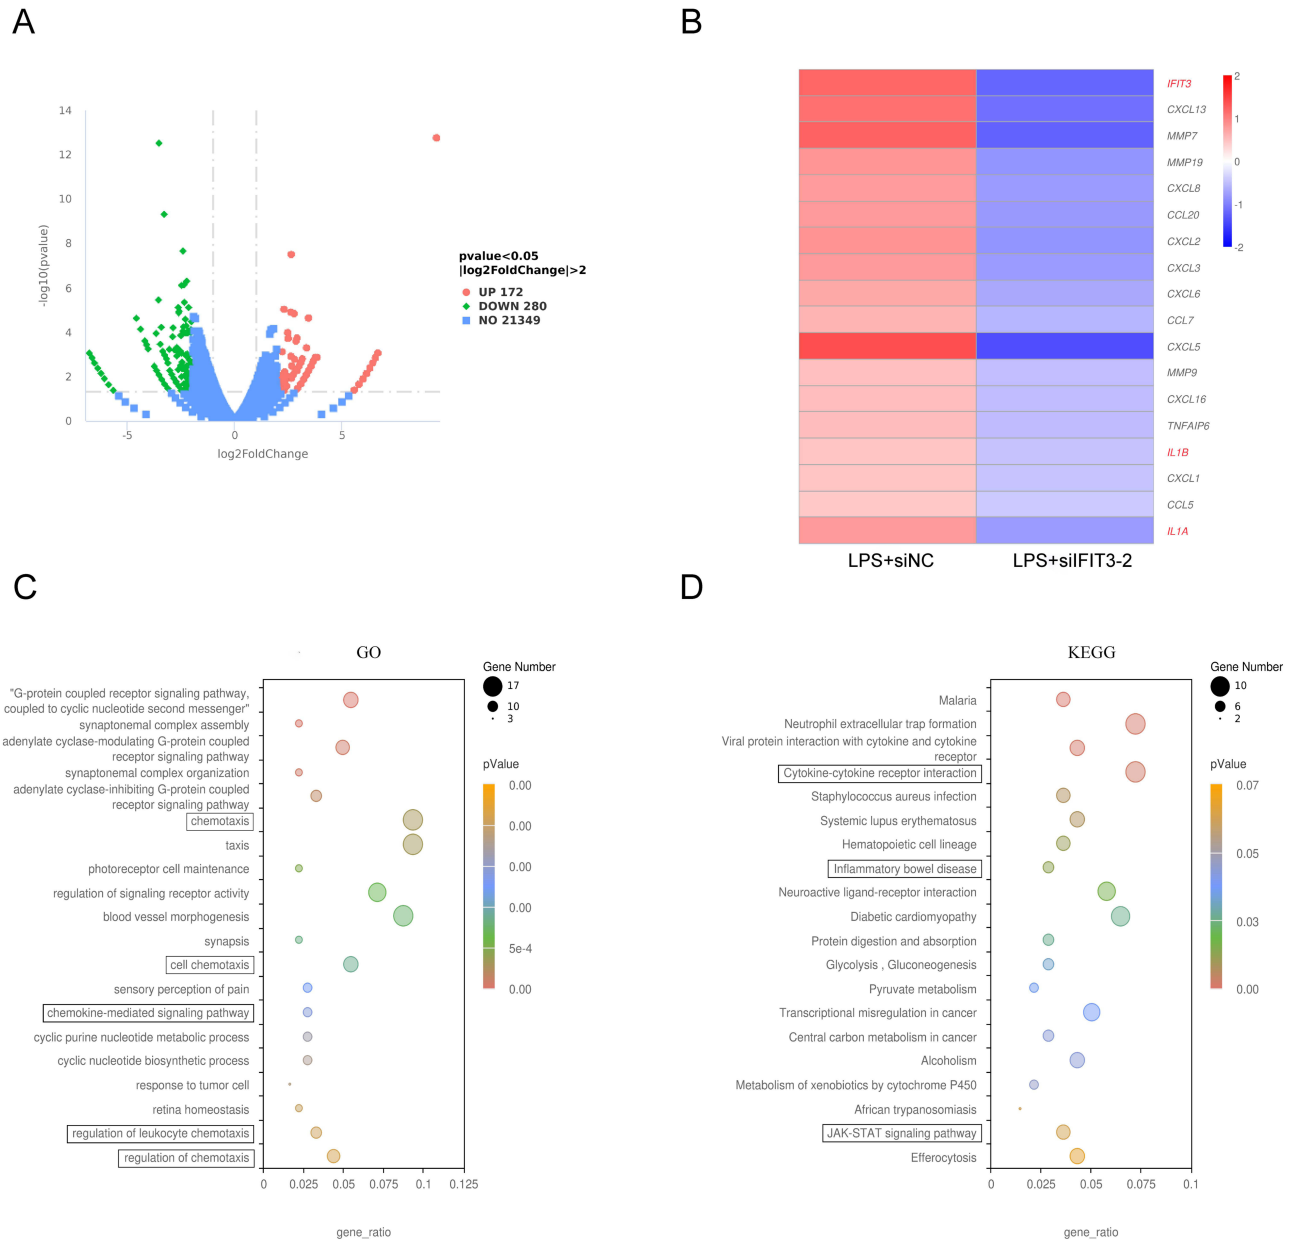 A
14
12
10
8
6
4
2
0
-log10(pvalue)
-5
0
5
log2FoldChange
pvalue<0.05
|log2FoldChange|>2
UP 172
DOWN 280
NO 21349
B
IFIT3
CXCL13
MMP7
MMP19
CXCL8
CCL20
CXCL2
CXCL3
CXCL6
CCL7
CXCL5
MMP9
CXCL16
TNFAIP6
IL1B
CXCL1
CCL5
IL1A
2
1
0
-1
-2
LPS+siNC
LPS+siIFIT3-2
C
GO
"G-protein coupled receptor signaling pathway,
coupled to cyclic nucleotide second messenger"
synaptonemal complex assembly
adenylate cyclase-modulating G-protein coupled
receptor signaling pathway
synaptonemal complex organization
adenylate cyclase-inhibiting G-protein coupled
receptor signaling pathway
chemotaxis
taxis
photoreceptor cell maintenance
regulation of signaling receptor activity
blood vessel morphogenesis
synapsis
cell chemotaxis
sensory perception of pain
chemokine-mediated signaling pathway
cyclic purine nucleotide metabolic process
cyclic nucleotide biosynthetic process
response to tumor cell
retina homeostasis
regulation of leukocyte chemotaxis
regulation of chemotaxis
0
0.025
0.05
0.075
0.1
0.125
gene_ratio
Gene Number
17
10
3
pValue
0.00
0.00
0.00
0.00
5e-4
0.00
D
KEGG
Malaria
Neutrophil extracellular trap formation
Viral protein interaction with cytokine and cytokine
receptor
Cytokine-cytokine receptor interaction
Staphylococcus aureus infection
Systemic lupus erythematosus
Hematopoietic cell lineage
Inflammatory bowel disease
Neuroactive ligand-receptor interaction
Diabetic cardiomyopathy
Protein digestion and absorption
Glycolysis , Gluconeogenesis
Pyruvate metabolism
Transcriptional misregulation in cancer
Central carbon metabolism in cancer
Alcoholism
Metabolism of xenobiotics by cytochrome P450
African trypanosomiasis
JAK-STAT signaling pathway
Efferocytosis
0
0.025
0.05
0.075
0.1
gene_ratio
Gene Number
10
6
2
pValue
0.07
0.05
0.03
0.00